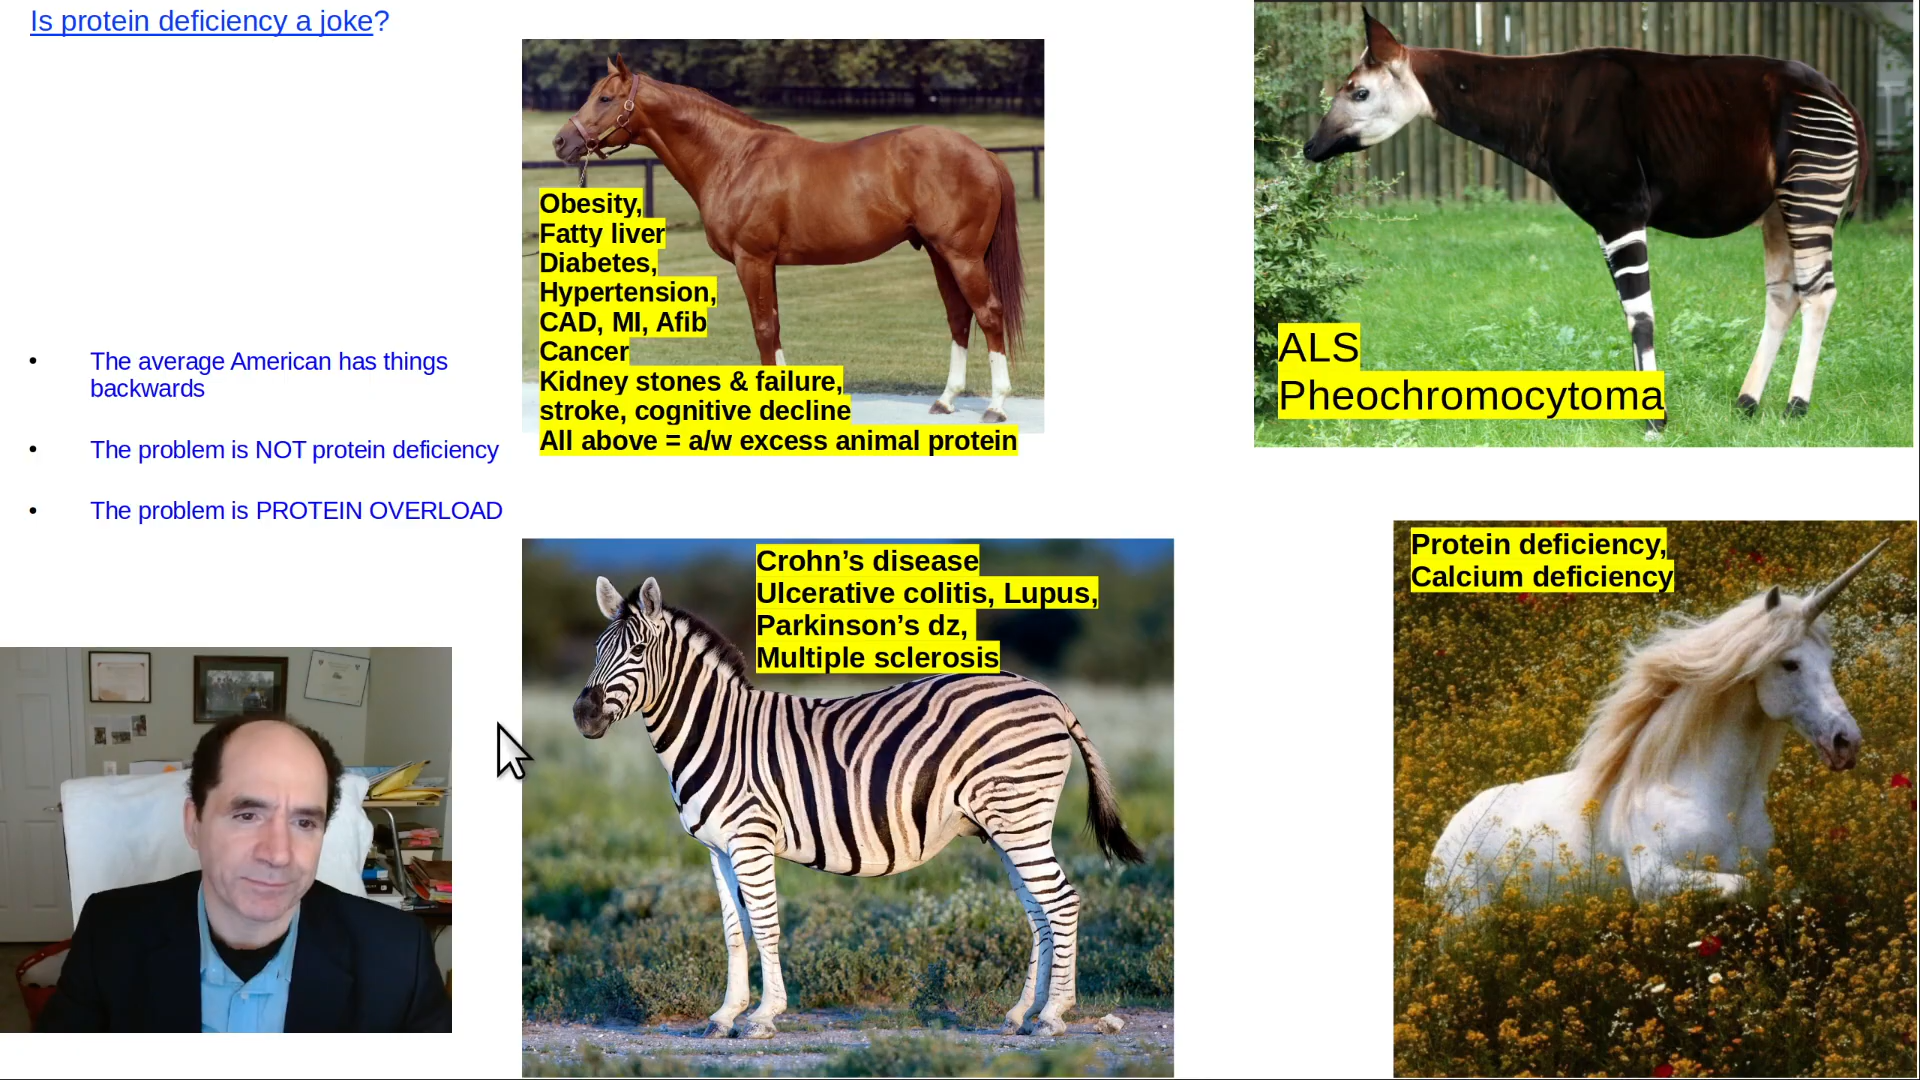 Is protein deficiency a joke?
• The average American has things
backwards
• The problem is NOT protein deficiency
• The problem is PROTEIN OVERLOAD
Obesity,
Fatty liver
Diabetes,
Hypertension,
CAD, MI, Afib
Cancer
Kidney stones & failure,
stroke, cognitive decline
All above = a/w excess animal protein
ALS
Pheochromocytoma
Crohn’s disease
Ulcerative colitis, Lupus,
Parkinson’s dz,
Multiple sclerosis
Protein deficiency,
Calcium deficiency